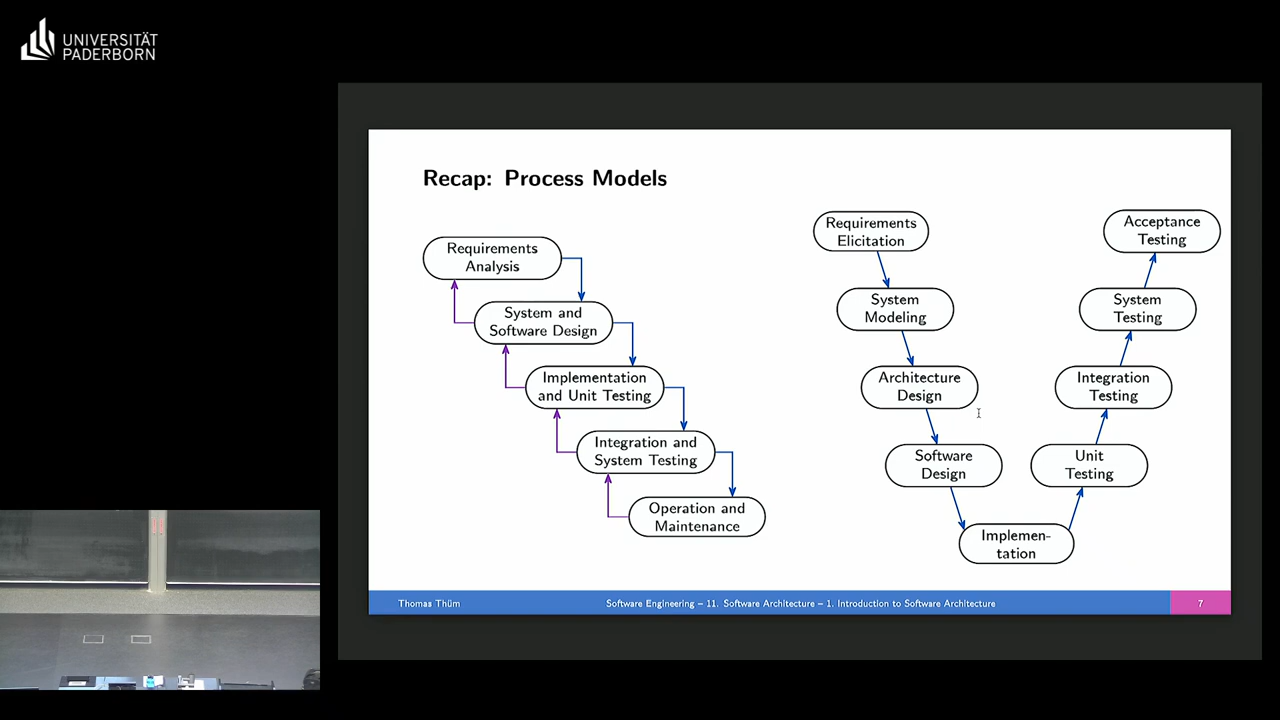 UNIVERSITÄT
PADERBORN
Recap: Process Models
Requirements
Analysis
System and
Software Design
Implementation
and Unit Testing
Integration and
System Testing
Operation and
Maintenance
Requirements
Elicitation
System
Modeling
Architecture
Design
Software
Design
Implemen-
tation
Unit
Testing
Integration
Testing
System
Testing
Acceptance
Testing
Thomas Thüm
Software Engineering – 11. Software Architecture – 1. Introduction to Software Architecture
7